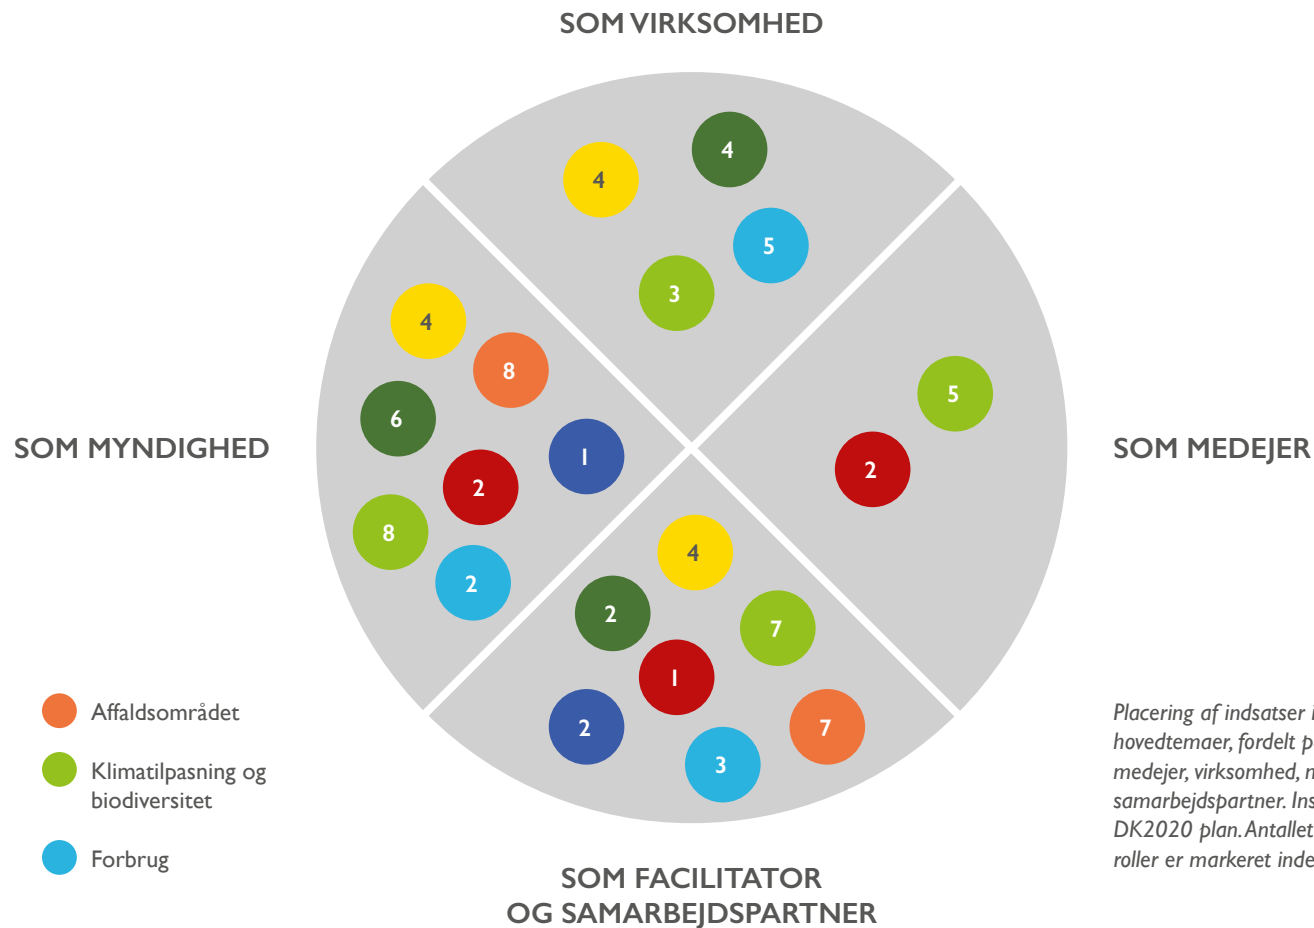 SOM VIRKSOMHED
4
4
5
3
4
8
6
1
2
8
2
SOM MYNDIGHED
5
2
SOM MEDEJER
4
2
7
1
2
7
3
SOM FACILITATOR
OG SAMARBEJDSPARTNER
Affaldsområdet
Klimatilpasning og
biodiversitet
Forbrug
Placering af indsatser i
hovedtemaer, fordelt p
medejer, virksomhed, m
samarbejdspartner. Ins
DK2020 plan. Antallet
roller er markeret inde